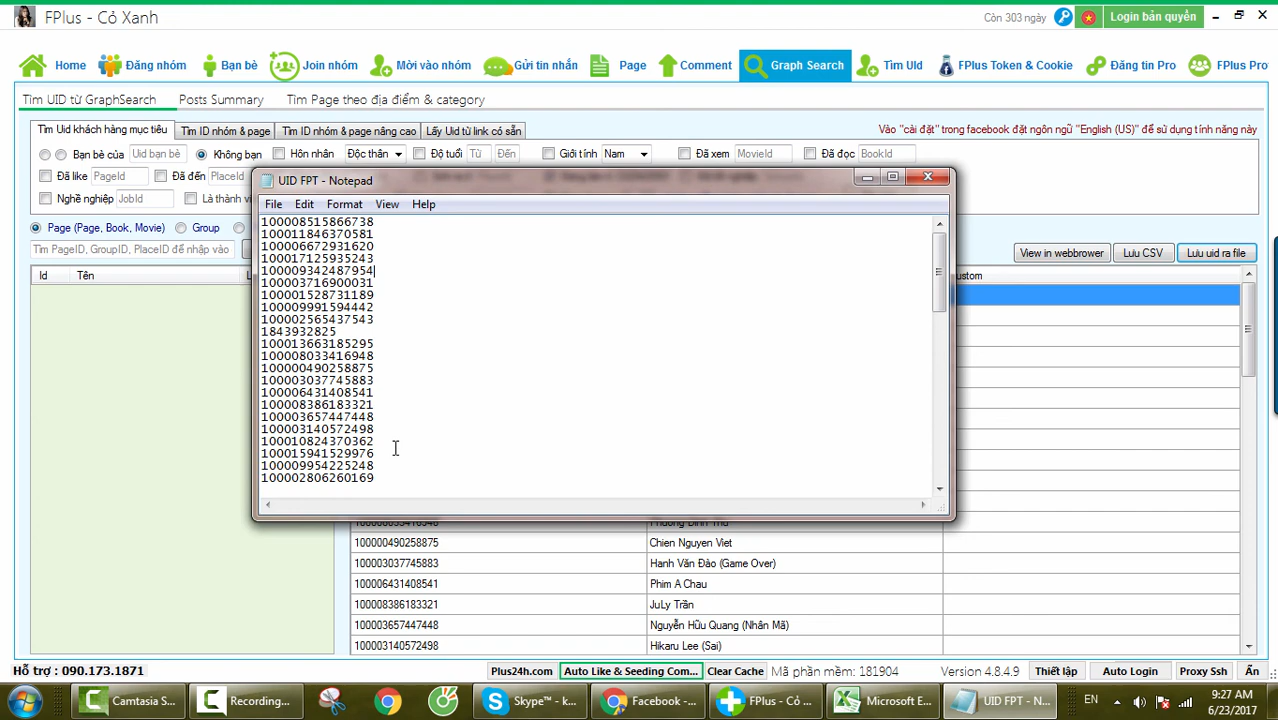 FPlus - Cỏ Xanh
Còn 303 ngày
Login bản quyền
Home
Đăng nhóm
Bạn bè
Join nhóm
Mời vào nhóm
Gửi tin nhắn
Page
Comment
Graph Search
Tìm UId
FPlus Token & Cookie
Đăng tin Pro
FPlus Pro
Tìm UID từ GraphSearch
Posts Summary
Tìm Page theo địa điểm & category
Tìm Uid khách hàng mục tiêu
Tìm ID nhóm & page
Tìm ID nhóm & page nâng cao
Lấy Uid từ link có sẵn
Vào "cài đặt" trong facebook đặt ngôn ngữ "English (US)" để sử dụng tính năng này
Bạn bè của
Uid bạn bè
Không bạn
Hôn nhân
Độc thân
Độ tuổi
Từ
Đến
Giới tính
Nam
Đã xem
MovieId
Đã đọc
BookId
Đã like
PageId
Đã đến
PlaceId
Nghề nghiệp
JobId
Là thành vi
Page (Page, Book, Movie)
Group
Tìm PageID, GroupID, PlaceID để nhập vào
View in webbrower
Lưu CSV
Lưu uid ra file
Id
Tên
ustom
UID FPT - Notepad
File
Edit
Format
View
Help
100008515866738
100011846370581
100006672931620
100017125935243
100009342487954
100003716900031
100001528731189
100009991594442
100002565437543
1843932825
100013663185295
100008033416948
100000490258875
100003037745883
100006431408541
100008386183321
100003657447448
100003140572498
100010824370362
100015941529976
100009954225248
100002806260169
100000490258875
Chien Nguyen Viet
100003037745883
Hanh Văn Đào (Game Over)
100006431408541
Phim A Chau
100008386183321
JuLy Trần
100003657447448
Nguyễn Hữu Quang (Nhân Mã)
100003140572498
Hikaru Lee (Sai)
Hỗ trợ : 090.173.1871
Plus24h.com
Auto Like & Seeding Com...
Clear Cache
Mã phần mềm: 181904
Version 4.8.4.9
Thiết lập
Auto Login
Proxy Ssh
Ẩn
Camtasia St...
Recording...
Skype™ - k...
Facebook -...
FPlus - Cỏ ...
Microsoft E...
UID FPT - N...
EN
9:27 AM
6/23/2017